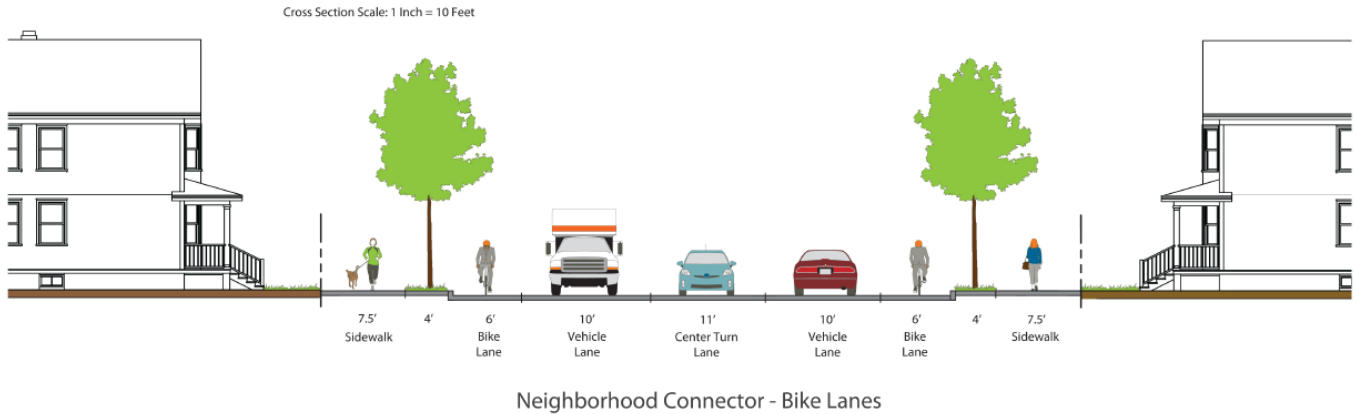 Cross Section Scale: 1 Inch = 10 Feet
7.5’ 4’ 6’ 10’ 11’ 10’ 6’ 4’ 7.5’
Sidewalk Bike Vehicle Center Turn Vehicle Bike Sidewalk
Lane Lane Lane Lane Lane
Neighborhood Connector - Bike Lanes